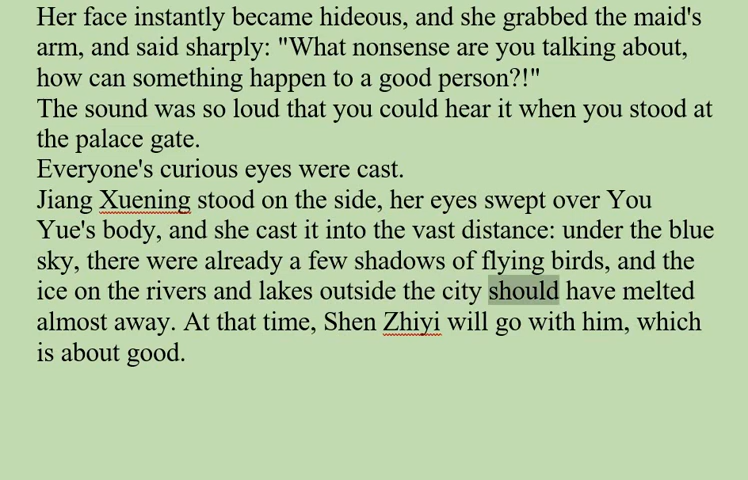 Her face instantly became hideous, and she grabbed the maid's
arm, and said sharply: "What nonsense are you talking about,
how can something happen to a good person?!"
The sound was so loud that you could hear it when you stood at
the palace gate.
Everyone's curious eyes were cast.
Jiang Xuening stood on the side, her eyes swept over You
Yue's body, and she cast it into the vast distance: under the blue
sky, there were already a few shadows of flying birds, and the
ice on the rivers and lakes outside the city should have melted
almost away. At that time, Shen Zhiyi will go with him, which
is about good.